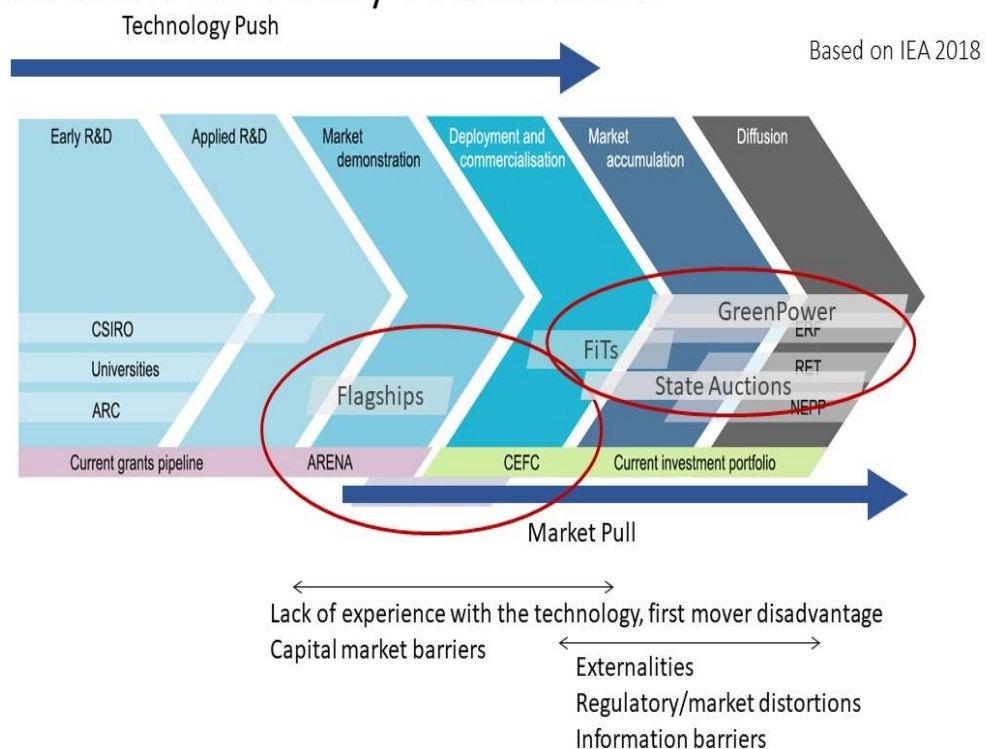 Technology Push
Based on IEA 2018
Early R&D
Applied R&D
Market
demonstration
Deployment and
commercialisation
Market
accumulation
Diffusion
CSIRO
Universities
ARC
Flagships
FiTs
GreenPower
ERF
RET
State Auctions
NEPP
Current grants pipeline
ARENA
CEFC
Current investment portfolio
Market Pull
Lack of experience with the technology, first mover disadvantage
Capital market barriers
Externalities
Regulatory/market distortions
Information barriers